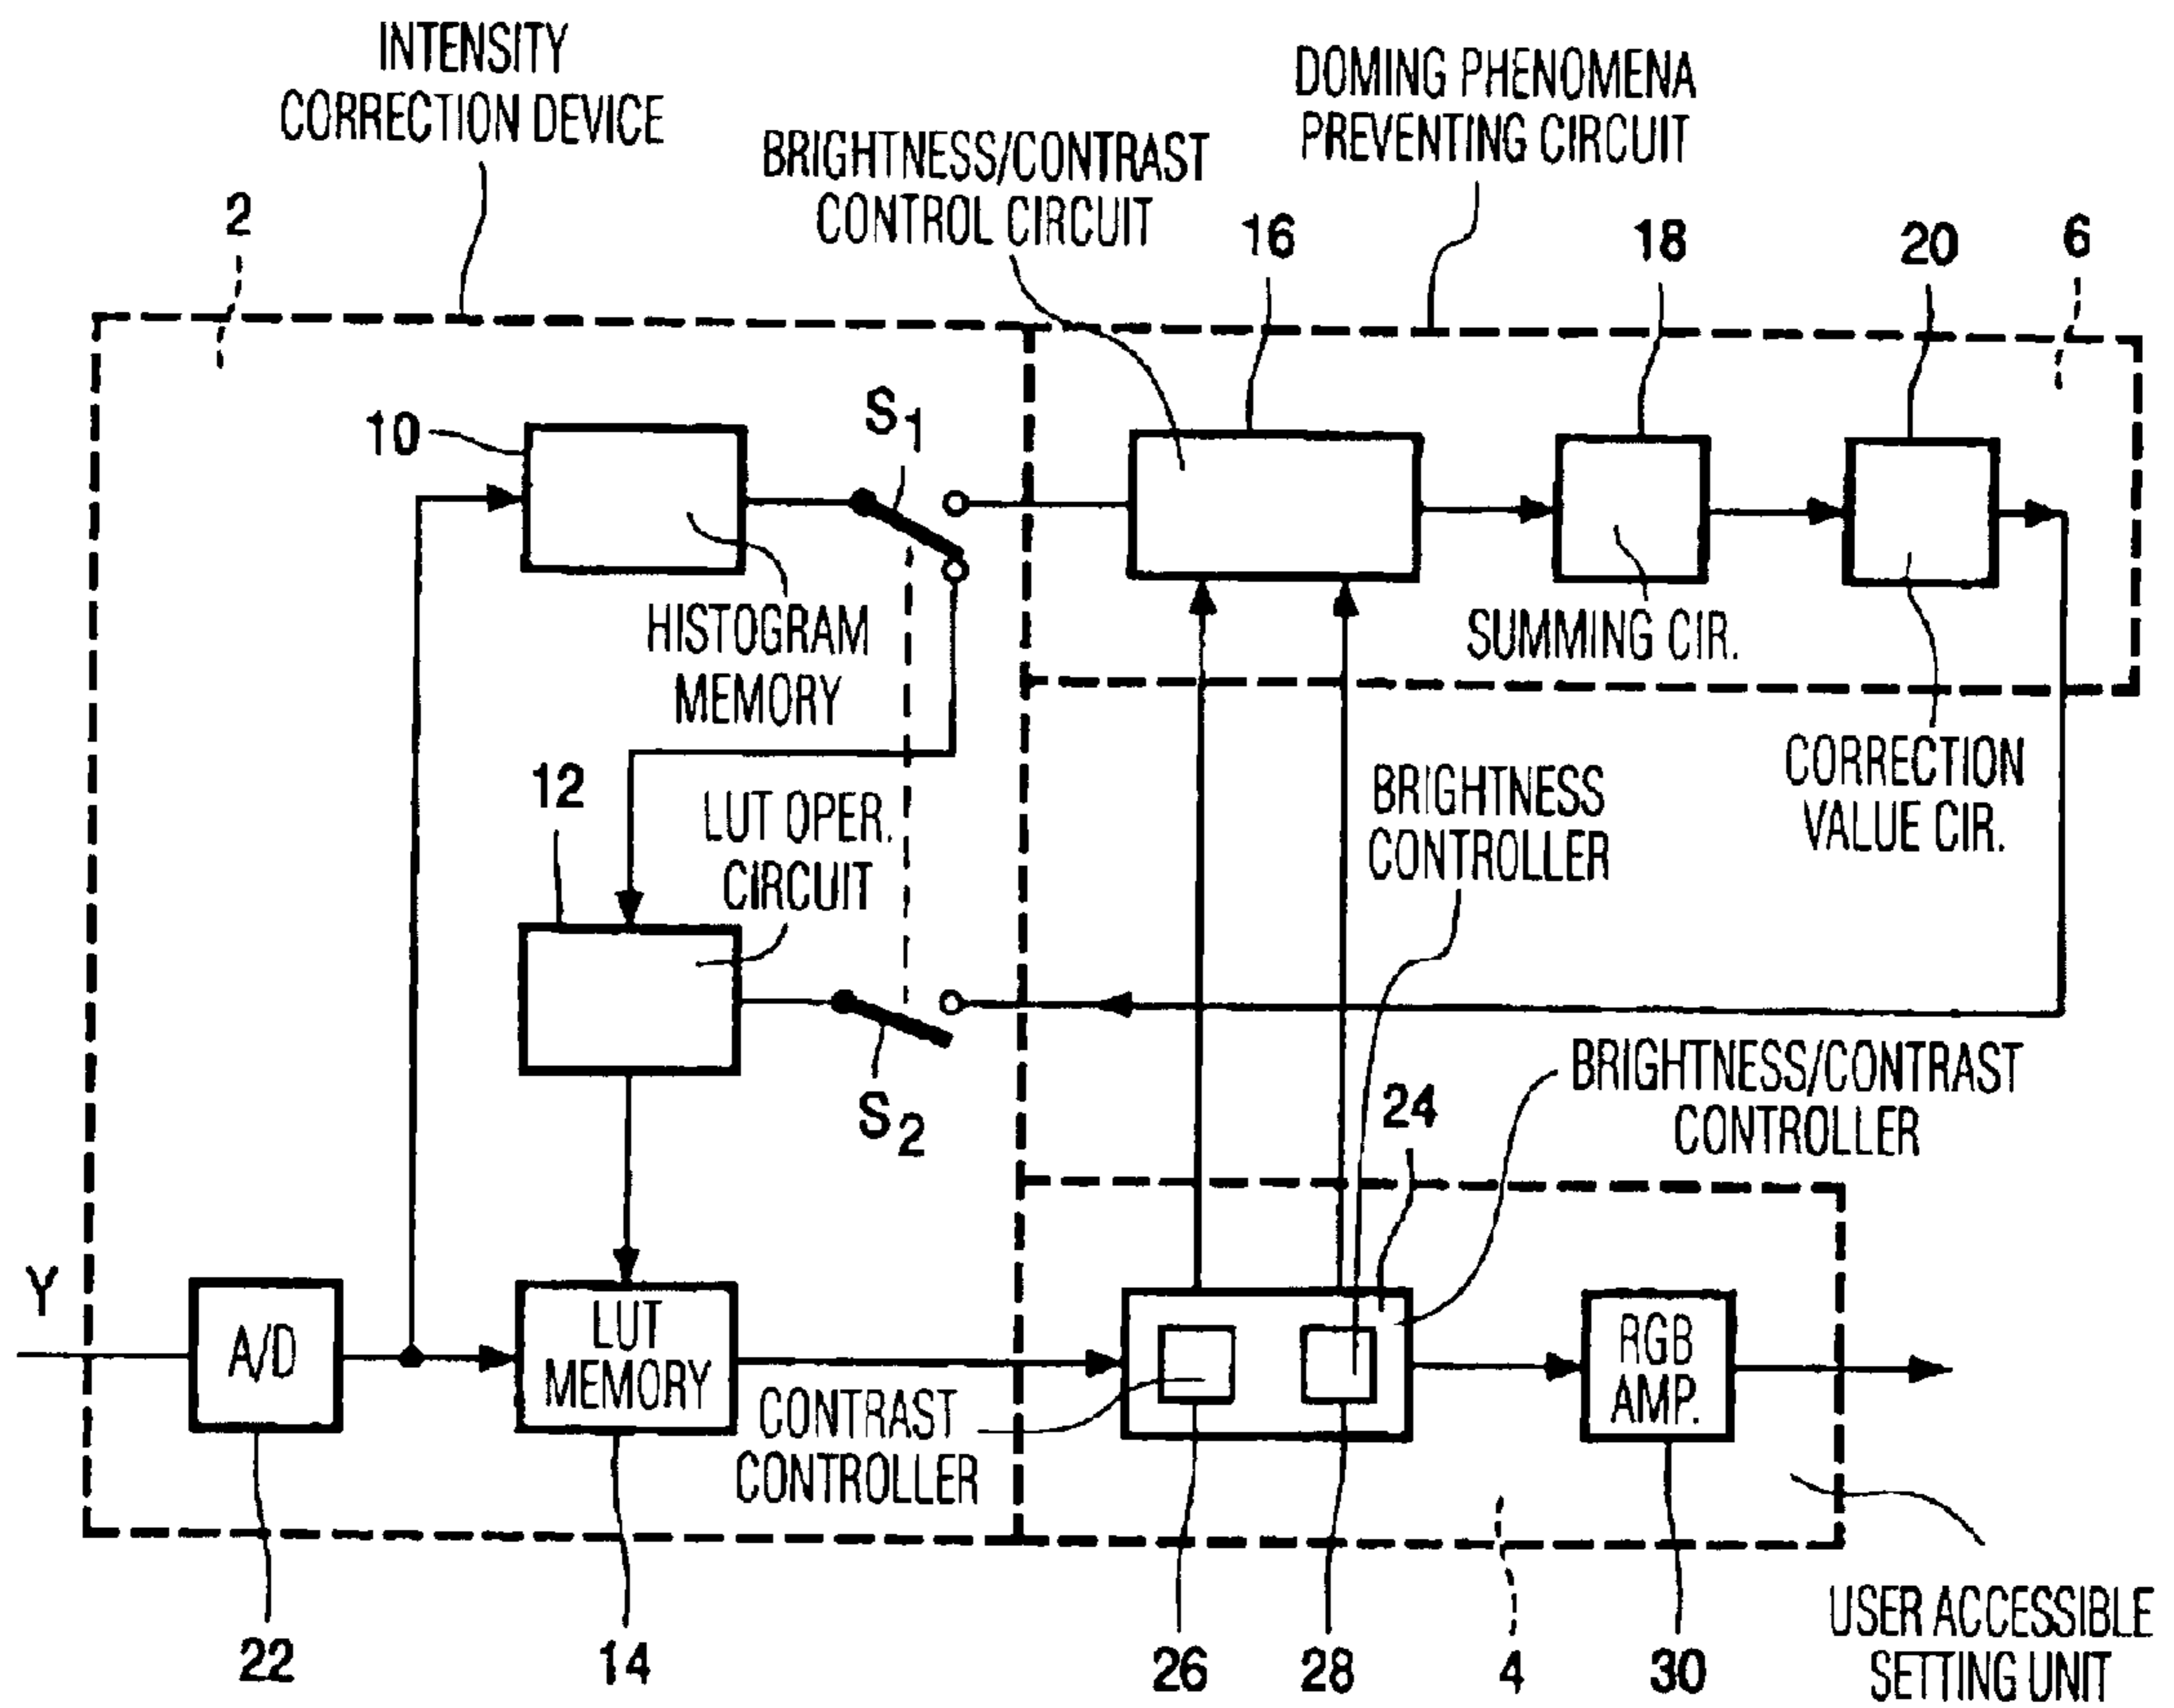 INTENSITY
CORRECTION DEVICE
DOMING PHENOMENA
PREVENTING CIRCUIT
BRIGHTNESS/CONTRAST
CONTROL CIRCUIT
2
16
18
20
6
10
S1
HISTOGRAM
MEMORY
SUMMING CIR.
CORRECTION
VALUE CIR.
12
LUT OPER.
CIRCUIT
BRIGHTNESS
CONTROLLER
S2
24
BRIGHTNESS/CONTRAST
CONTROLLER
Y
A/D
LUT
MEMORY
CONTRAST
CONTROLLER
RGB
AMP.
22
14
26
28
4
30
USER ACCESSIBLE
SETTING UNIT